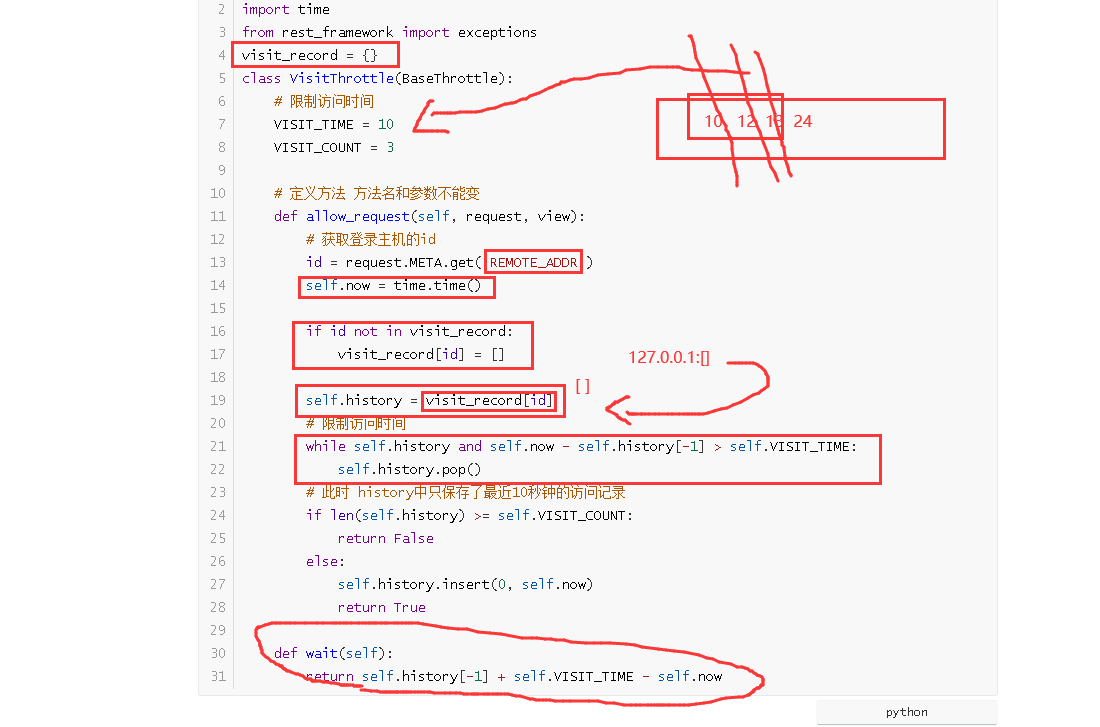 2 import time
3 from rest_framework import exceptions
4 visit_record = {}
5 class VisitThrottle(BaseThrottle):
6 # 限制访问时间
7 VISIT_TIME = 10
8 VISIT_COUNT = 3
10 12 13 24
9
10 # 定义方法 方法名和参数不能变
11 def allow_request(self, request, view):
12 # 获取登录主机的id
13 id = request.META.get( REMOTE_ADDR )
14 self.now = time.time()
15
16 if id not in visit_record:
17 visit_record[id] = []
127.0.0.1:[]
18
[ ]
19 self.history = visit_record[id]
20 # 限制访问时间
21 while self.history and self.now - self.history[-1] > self.VISIT_TIME:
22 self.history.pop()
23 # 此时 history中只保存了最近10秒钟的访问记录
24 if len(self.history) >= self.VISIT_COUNT:
25 return False
26 else:
27 self.history.insert(0, self.now)
28 return True
29
30 def wait(self):
31 return self.history[-1] + self.VISIT_TIME - self.now
python